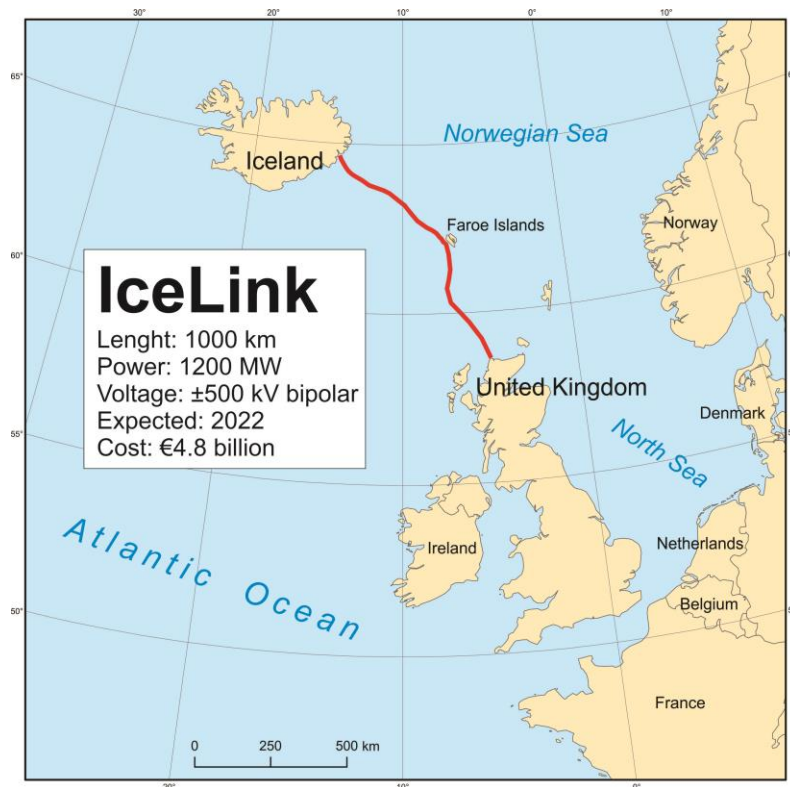 30°
20°
10°
0°
10°
65°
Norwegian Sea
Iceland
Faroe Islands
Norway
60°
IceLink
Lenght: 1000 km
Power: 1200 MW
Voltage: ±500 kV bipolar
Expected: 2022
Cost: €4.8 billion
United Kingdom
Denmark
North Sea
55°
Atlantic Ocean
Ireland
Netherlands
Belgium
50°
France
0 250 500 km
10°